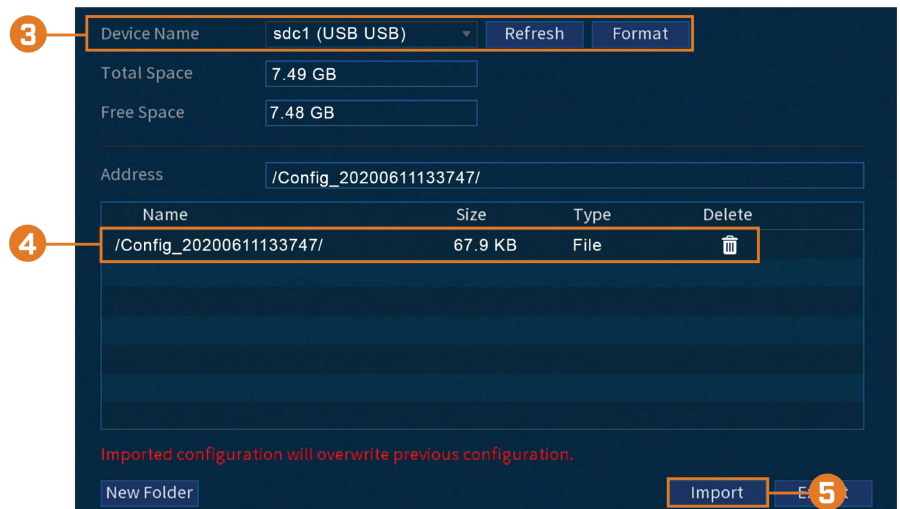 3
Device Name sdc1 (USB USB) Refresh Format
Total Space 7.49 GB
Free Space 7.48 GB
Address /Config_20200611133747/
Name Size Type Delete
4
/Config_20200611133747/ 67.9 KB File
Imported configuration will overwrite previous configuration.
New Folder Import 5